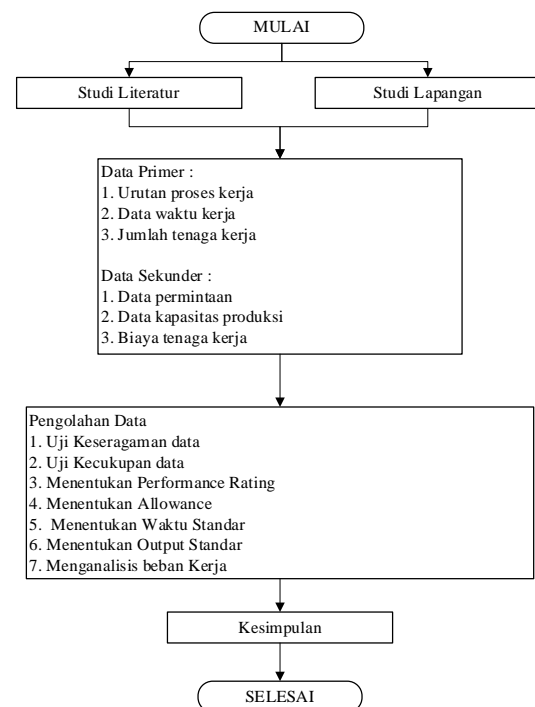 MULAI
Studi Literatur
Studi Lapangan
Data Primer :
1. Urutan proses kerja
2. Data waktu kerja
3. Jumlah tenaga kerja
Data Sekunder :
1. Data permintaan
2. Data kapasitas produksi
3. Biaya tenaga kerja
Pengolahan Data
1. Uji Keseragaman data
2. Uji Kecukupan data
3. Menentukan Performance Rating
4. Menentukan Allowance
5.  Menentukan Waktu Standar
6. Menentukan Output Standar
7. Menganalisis beban Kerja
Kesimpulan
SELESAI